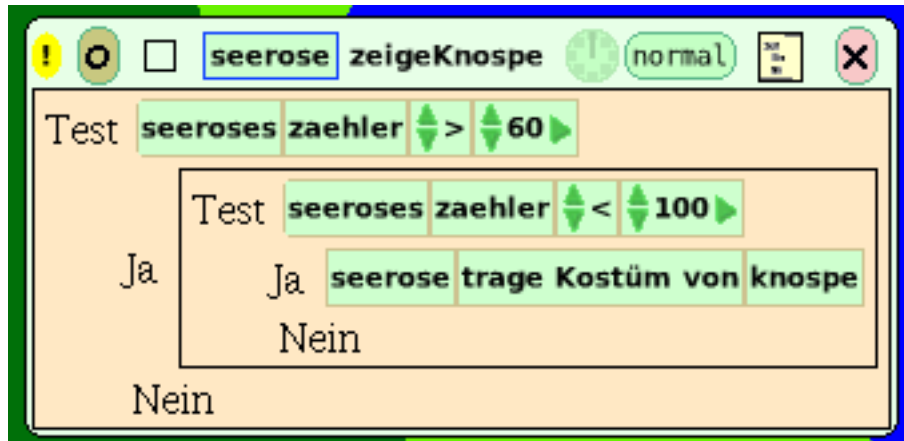 ! O seerose zeigeKnospe normal X
Test seeroses zaehler > 60
Test seeroses zaehler < 100
Ja
Ja seerose trage Kostüm von knospe
Nein
Nein